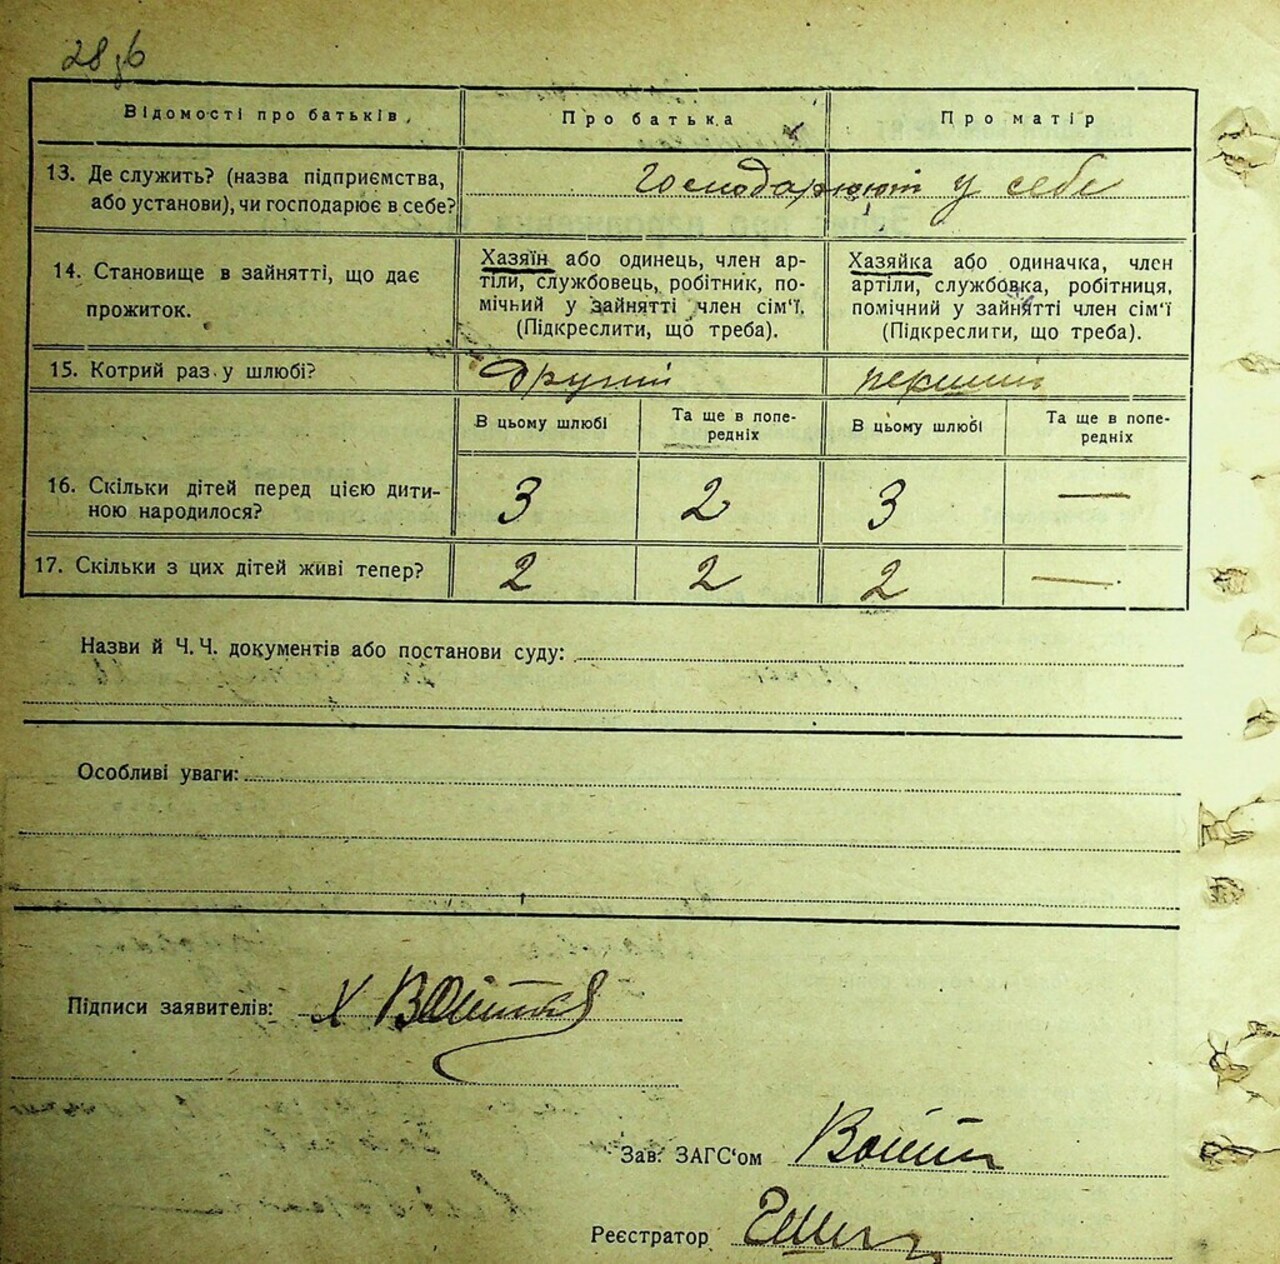 28 зв
Відомості про батьків. Про батька Про матір
13. Де служить? (назва підприємства, або установи), чи господарює в себе?
Господарюют у себе
14. Становище в зайнятті, що дає прожиток.
Хазяїн або одинець, член ар-
тіли, службовець, робітник, по-
мічний у зайнятті член сім'ї.
(Підкреслити, що треба).
Хазяйка або одиначка, член
артіли, службовка, робітниця,
помічний у зайнятті член сім'ї
(Підкреслити, що треба).
15. Котрий раз у шлюбі? другий перший
В цьому шлюбі
Та ще в попе-
редніх
В цьому шлюбі
Та ще в попе-
редніх
16. Скільки дітей перед цією дити-
ною народилося?
3 2 3 —
17. Скільки з цих дітей живі тепер? 2 2 2 —
Назви й Ч. Ч. документів або постанови суду:
Особливі уваги:
Підписи заявителів: Х
Зав. ЗАГС'ом
Реєстратор